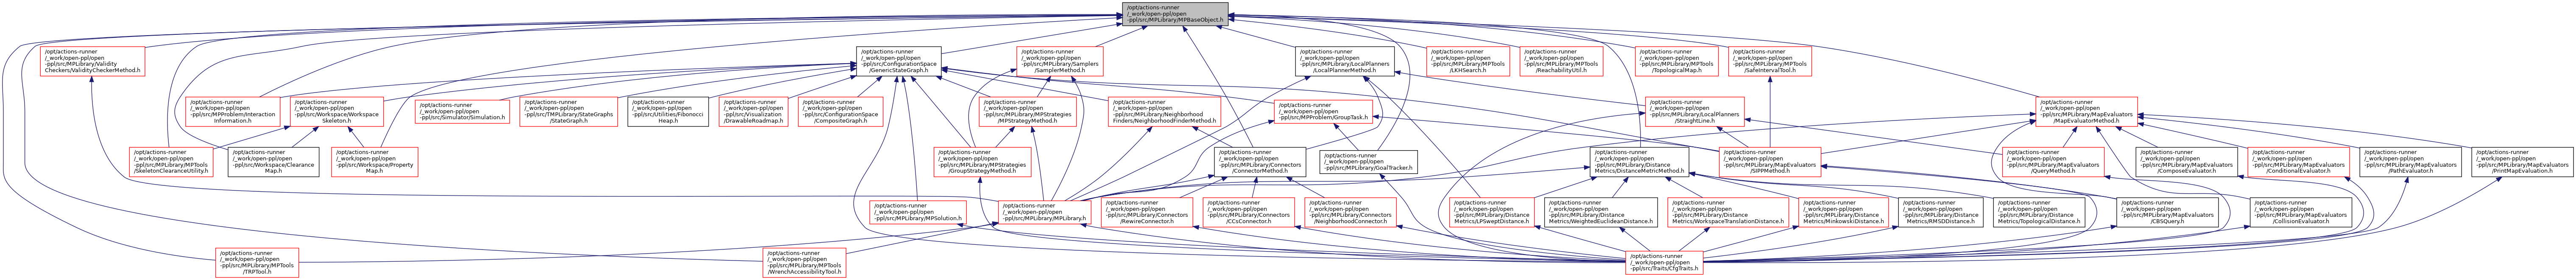 /opt/actions-runner
/_work/open-ppl/open
-ppl/src/MPLibrary/MPBaseObject.h
/opt/actions-runner
/_work/open-ppl/open
-ppl/src/MPLibrary/Validity
Checkers/ValidityCheckerMethod.h
/opt/actions-runner
/_work/open-ppl/open
-ppl/src/ConfigurationSpace
/GenericStateGraph.h
/opt/actions-runner
/_work/open-ppl/open
-ppl/src/MPLibrary/Samplers
/SamplerMethod.h
/opt/actions-runner
/_work/open-ppl/open
-ppl/src/MPLibrary/LocalPlanners
/LocalPlannerMethod.h
/opt/actions-runner
/_work/open-ppl/open
-ppl/src/MPLibrary/MPTools
/LKHSearch.h
/opt/actions-runner
/_work/open-ppl/open
-ppl/src/MPLibrary/MPTools
/ReachabilityUtil.h
/opt/actions-runner
/_work/open-ppl/open
-ppl/src/MPLibrary/MPTools
/TopologicalMap.h
/opt/actions-runner
/_work/open-ppl/open
-ppl/src/MPLibrary/MPTools
/SafeIntervalTool.h
/opt/actions-runner
/_work/open-ppl/open
-ppl/src/MPProblem/Interaction
Information.h
/opt/actions-runner
/_work/open-ppl/open
-ppl/src/Workspace/Workspace
Skeleton.h
/opt/actions-runner
/_work/open-ppl/open
-ppl/src/Simulator/Simulation.h
/opt/actions-runner
/_work/open-ppl/open
-ppl/src/TMPLibrary/StateGraphs
/StateGraph.h
/opt/actions-runner
/_work/open-ppl/open
-ppl/src/Utilities/Fibonocci
Heap.h
/opt/actions-runner
/_work/open-ppl/open
-ppl/src/Visualization
/DrawableRoadmap.h
/opt/actions-runner
/_work/open-ppl/open
-ppl/src/ConfigurationSpace
/CompositeGraph.h
/opt/actions-runner
/_work/open-ppl/open
-ppl/src/MPLibrary/MPStrategies
/MPStrategyMethod.h
/opt/actions-runner
/_work/open-ppl/open
-ppl/src/MPLibrary/Neighborhood
Finders/NeighborhoodFinderMethod.h
/opt/actions-runner
/_work/open-ppl/open
-ppl/src/MPProblem/GroupTask.h
/opt/actions-runner
/_work/open-ppl/open
-ppl/src/MPLibrary/LocalPlanners
/StraightLine.h
/opt/actions-runner
/_work/open-ppl/open
-ppl/src/MPLibrary/MapEvaluators
/MapEvaluatorMethod.h
/opt/actions-runner
/_work/open-ppl/open
-ppl/src/MPLibrary/MPTools
/SkeletonClearanceUtility.h
/opt/actions-runner
/_work/open-ppl/open
-ppl/src/Workspace/Clearance
Map.h
/opt/actions-runner
/_work/open-ppl/open
-ppl/src/Workspace/Property
Map.h
/opt/actions-runner
/_work/open-ppl/open
-ppl/src/MPLibrary/MPStrategies
/GroupStrategyMethod.h
/opt/actions-runner
/_work/open-ppl/open
-ppl/src/MPLibrary/Connectors
/ConnectorMethod.h
/opt/actions-runner
/_work/open-ppl/open
-ppl/src/MPLibrary/GoalTracker.h
/opt/actions-runner
/_work/open-ppl/open
-ppl/src/MPLibrary/Distance
Metrics/DistanceMetricMethod.h
/opt/actions-runner
/_work/open-ppl/open
-ppl/src/MPLibrary/MapEvaluators
/SIPPMethod.h
/opt/actions-runner
/_work/open-ppl/open
-ppl/src/MPLibrary/MapEvaluators
/QueryMethod.h
/opt/actions-runner
/_work/open-ppl/open
-ppl/src/MPLibrary/MapEvaluators
/ComposeEvaluator.h
/opt/actions-runner
/_work/open-ppl/open
-ppl/src/MPLibrary/MapEvaluators
/ConditionalEvaluator.h
/opt/actions-runner
/_work/open-ppl/open
-ppl/src/MPLibrary/MapEvaluators
/PathEvaluator.h
/opt/actions-runner
/_work/open-ppl/open
-ppl/src/MPLibrary/MapEvaluators
/PrintMapEvaluation.h
/opt/actions-runner
/_work/open-ppl/open
-ppl/src/MPLibrary/MPSolution.h
/opt/actions-runner
/_work/open-ppl/open
-ppl/src/MPLibrary/MPLibrary.h
/opt/actions-runner
/_work/open-ppl/open
-ppl/src/MPLibrary/Connectors
/RewireConnector.h
/opt/actions-runner
/_work/open-ppl/open
-ppl/src/MPLibrary/Connectors
/CCsConnector.h
/opt/actions-runner
/_work/open-ppl/open
-ppl/src/MPLibrary/Connectors
/NeighborhoodConnector.h
/opt/actions-runner
/_work/open-ppl/open
-ppl/src/MPLibrary/Distance
Metrics/LPSweptDistance.h
/opt/actions-runner
/_work/open-ppl/open
-ppl/src/MPLibrary/Distance
Metrics/WeightedEuclideanDistance.h
/opt/actions-runner
/_work/open-ppl/open
-ppl/src/MPLibrary/Distance
Metrics/WorkspaceTranslationDistance.h
/opt/actions-runner
/_work/open-ppl/open
-ppl/src/MPLibrary/Distance
Metrics/MinkowskiDistance.h
/opt/actions-runner
/_work/open-ppl/open
-ppl/src/MPLibrary/Distance
Metrics/RMSDDistance.h
/opt/actions-runner
/_work/open-ppl/open
-ppl/src/MPLibrary/Distance
Metrics/TopologicalDistance.h
/opt/actions-runner
/_work/open-ppl/open
-ppl/src/MPLibrary/MapEvaluators
/CBSQuery.h
/opt/actions-runner
/_work/open-ppl/open
-ppl/src/MPLibrary/MapEvaluators
/CollisionEvaluator.h
/opt/actions-runner
/_work/open-ppl/open
-ppl/src/MPLibrary/MPTools
/TRPTool.h
/opt/actions-runner
/_work/open-ppl/open
-ppl/src/MPLibrary/MPTools
/WrenchAccessibilityTool.h
/opt/actions-runner
/_work/open-ppl/open
-ppl/src/Traits/CfgTraits.h